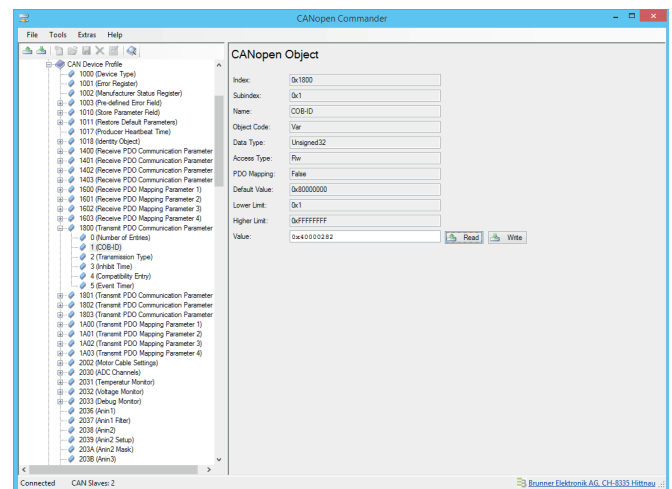 CANopen Commander
File Tools Extras Help
CAN Device Profile
1000 (Device Type)
1001 (Error Register)
1002 (Manufacturer Status Register)
1003 (Pre-defined Error Field)
1010 (Store Parameter Field)
1011 (Restore Default Parameters)
1017 (Producer Heartbeat Time)
1018 (Identity Object)
1400 (Receive PDO Communication Parameter
1401 (Receive PDO Communication Parameter
1402 (Receive PDO Communication Parameter
1403 (Receive PDO Communication Parameter
1600 (Receive PDO Mapping Parameter 1)
1601 (Receive PDO Mapping Parameter 2)
1602 (Receive PDO Mapping Parameter 3)
1603 (Receive PDO Mapping Parameter 4)
1800 (Transmit PDO Communication Parameter
0 (Number of Entries)
1 (COB-ID)
2 (Transmission Type)
3 (Inhibit Time)
4 (Compatibility Entry)
5 (Event Timer)
1801 (Transmit PDO Communication Parameter
1802 (Transmit PDO Communication Parameter
1803 (Transmit PDO Communication Parameter
1A00 (Transmit PDO Mapping Parameter 1)
1A01 (Transmit PDO Mapping Parameter 2)
1A02 (Transmit PDO Mapping Parameter 3)
1A03 (Transmit PDO Mapping Parameter 4)
2002 (Motor Cable Settings)
2030 (ADC Channels)
2031 (Temperatur Monitor)
2032 (Voltage Monitor)
2033 (Debug Monitor)
2036 (Anin1)
2037 (Anin1 Filter)
2038 (Anin2)
2039 (Anin2 Setup)
203A (Anin2 Mask)
203B (Anin3)
CANopen Object
Index: 0x1800
Subindex: 0x1
Name: COB-ID
Object Code: Var
Data Type: Unsigned32
Access Type: Rw
PDO Mapping: False
Default Value: 0x80000000
Lower Limit: 0x1
Higher Limit: 0xFFFFFFFF
Value: 0x40000282 Read Write
Connected CAN Slaves: 2 Brunner Elektronik AG, CH-8335 Hittnau